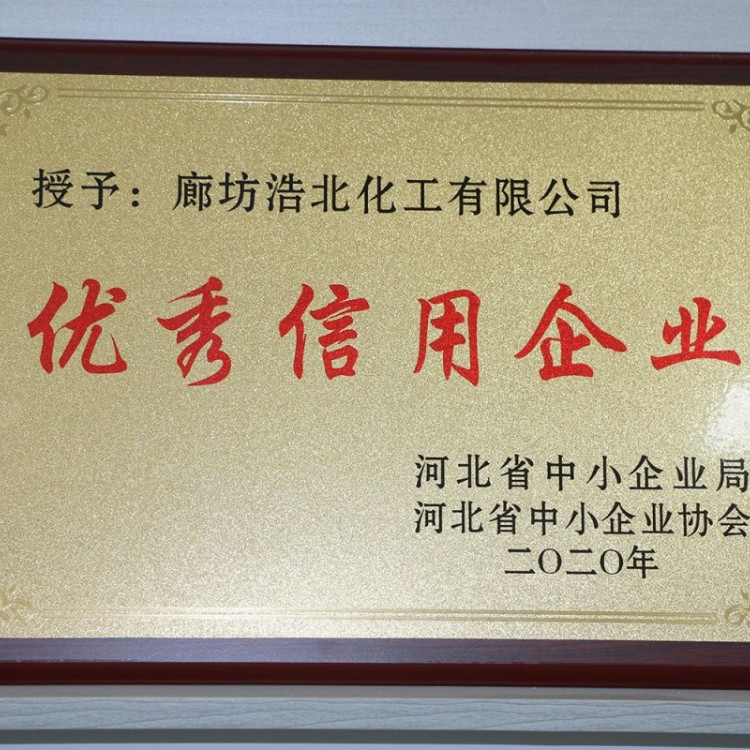 授予：廊坊浩北化工有限公司
优秀信用企业
河北省中小企业局
河北省中小企业协会
二〇二〇年